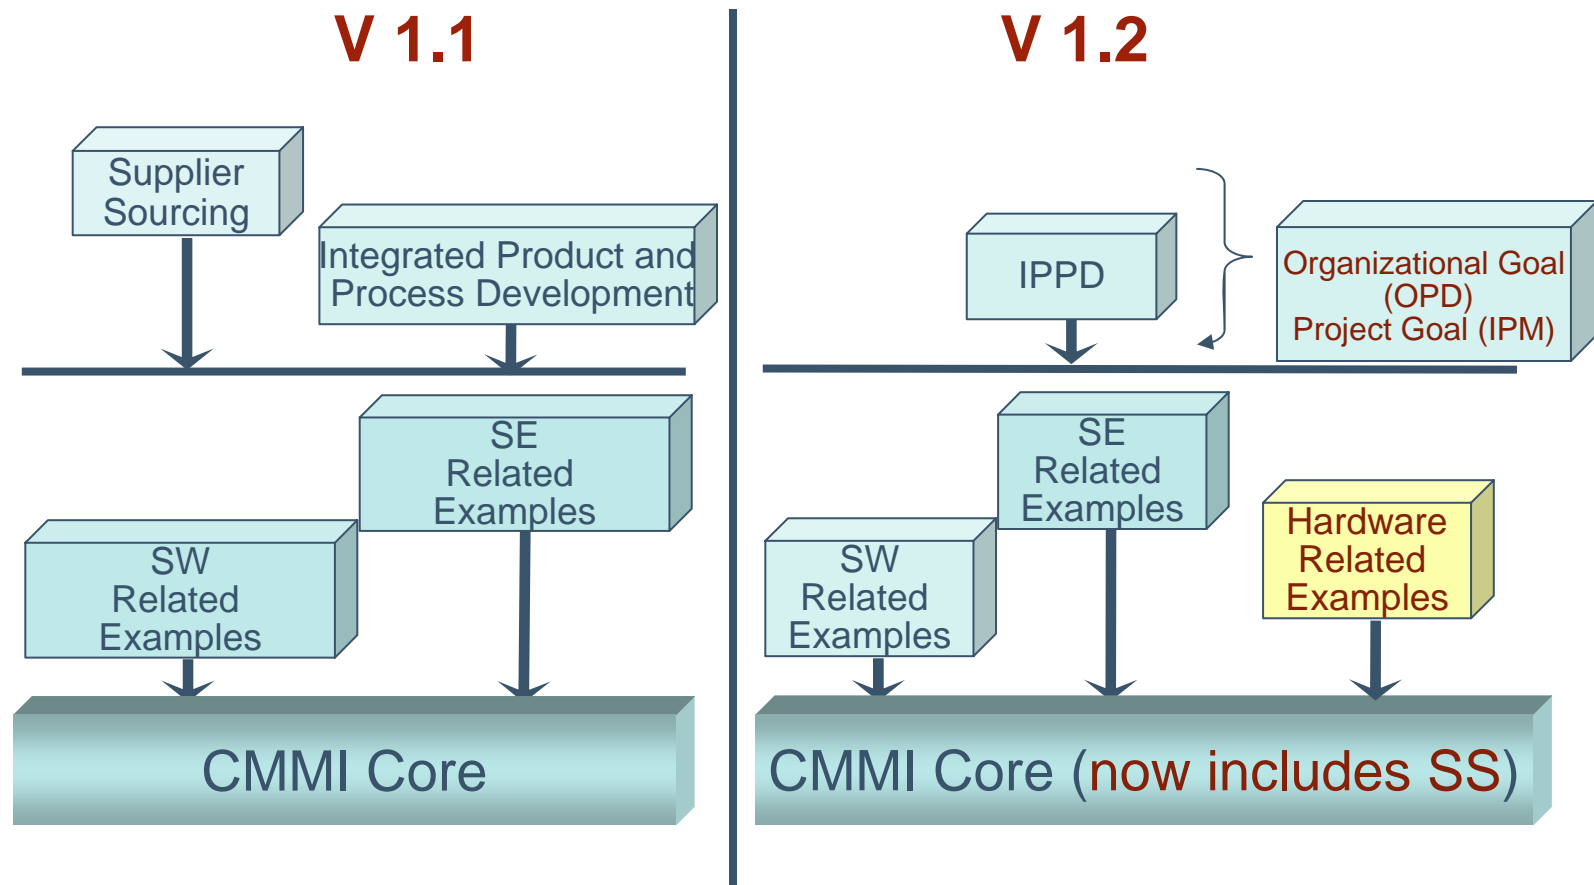 V 1.1
Supplier
Sourcing
Integrated Product and
Process Development
SE
Related
Examples
SW
Related
Examples
CMMI Core
V 1.2
IPPD
Organizational Goal
(OPD)
Project Goal (IPM)
SE
Related
Examples
Hardware
Related
Examples
SW
Related
Examples
CMMI Core (now includes SS)